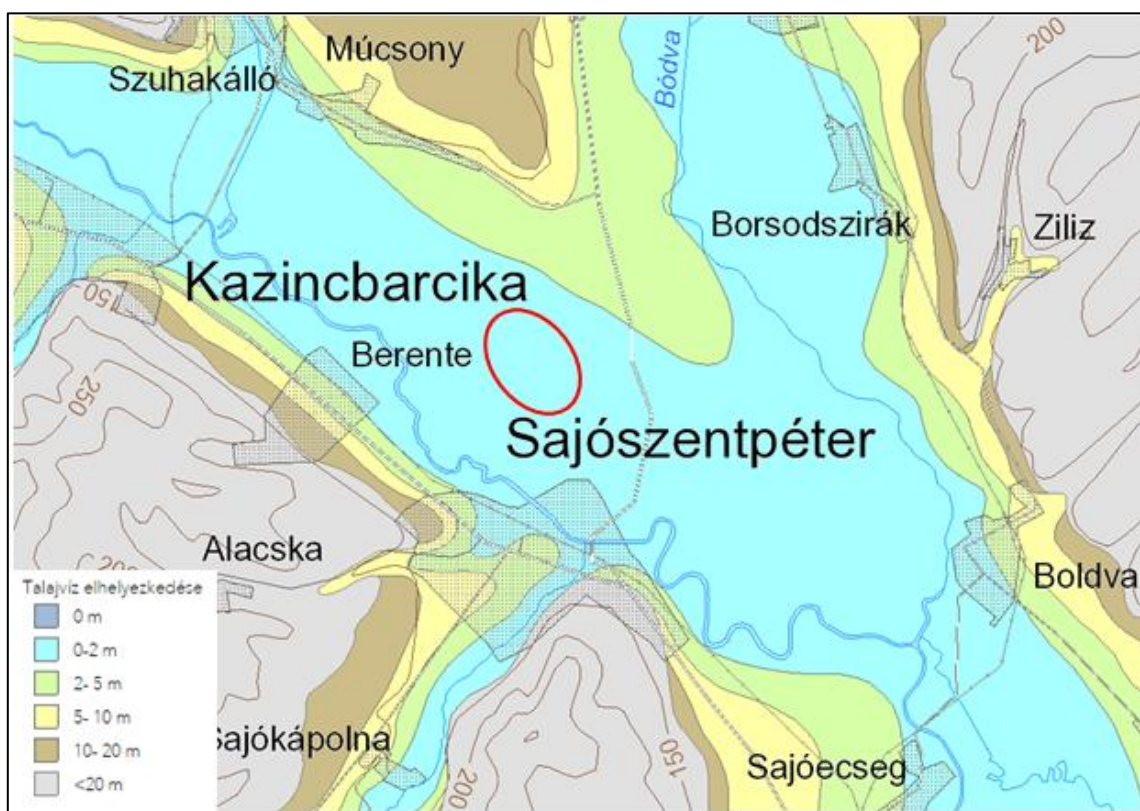 Múcsony
Szuhakálló
200
Bódva
Borsodszirák
Ziliz
Kazincbarcika
150
Berente
250
Sajószentpéter
Alacska
200
Boldva
Talajvíz elhelyezkedése
0 m
0-2 m
2- 5 m
5- 10 m
10- 20 m
<20 m
Sajókápolna
150
200
Sajóecseg